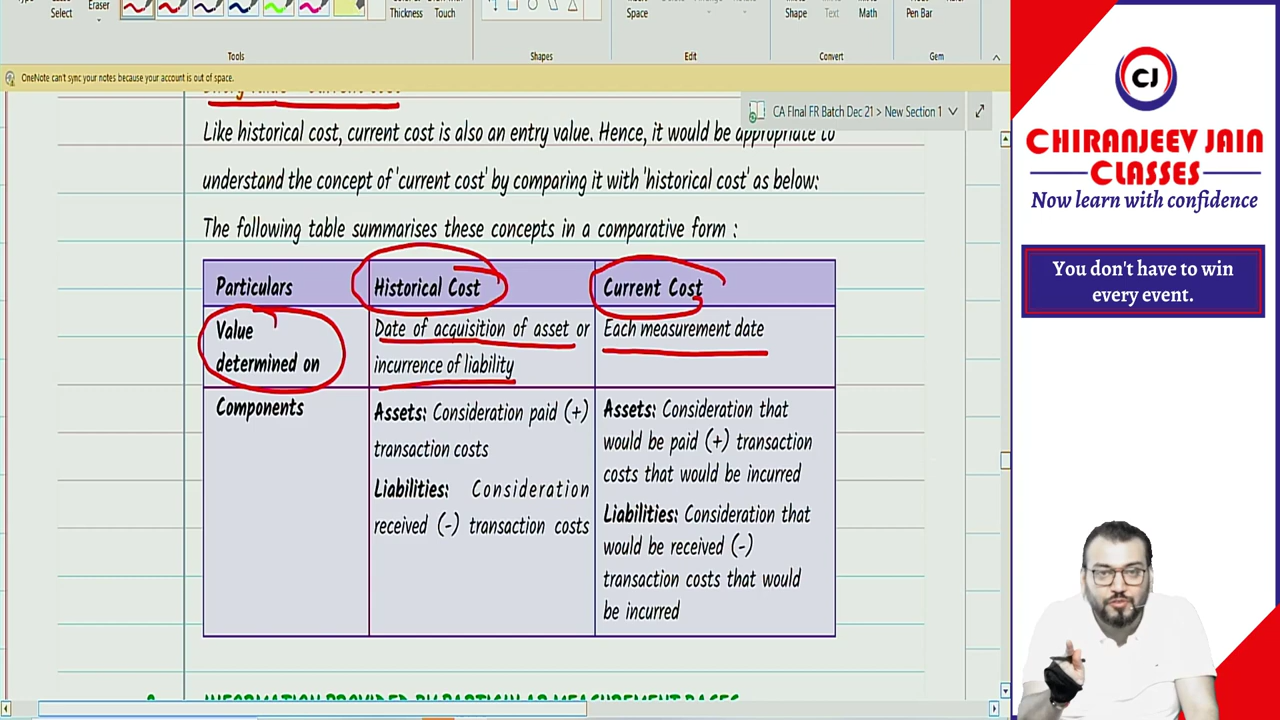 Eraser
Select
Thickness
Touch
Space
Shape
Text
Math
Pen Bar
Tools
Shapes
Edit
Convert
Gem
OneNote can't sync your notes because your account is out of space.
CA FInal FR Batch Dec 21 > New Section 1
Like historical cost, current cost is also an entry value. Hence, it would be appropriate to
understand the concept of 'current cost' by comparing it with 'historical cost' as below:
The following table summarises these concepts in a comparative form :
Particulars
Historical Cost
Current Cost
Value
determined on
Date of acquisition of asset or
incurrence of liability
Each measurement date
Components
Assets: Consideration paid (+)
transaction costs
Liabilities: Consideration
received (-) transaction costs
Assets: Consideration that
would be paid (+) transaction
costs that would be incurred
Liabilities: Consideration that
would be received (-)
transaction costs that would
be incurred
CJ
CHIRANJEEV JAIN
CLASSES
Now learn with confidence
You don't have to win
every event.